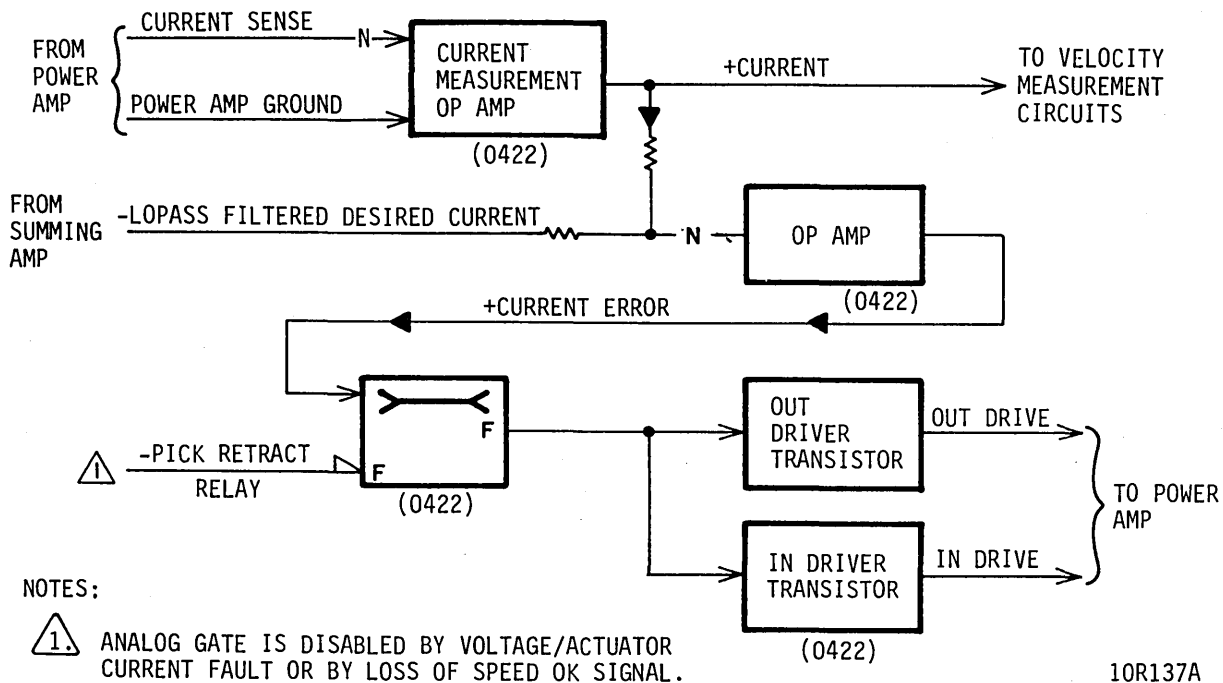 CURRENT SENSE
FROM
POWER
AMP
N
CURRENT
MEASUREMENT
OP AMP
+CURRENT
TO VELOCITY
MEASUREMENT
CIRCUITS
POWER AMP GROUND
(0422)
FROM
SUMMING
AMP
-LOPASS FILTERED DESIRED CURRENT
N
OP AMP
(0422)
+CURRENT ERROR
F
OUT
DRIVER
TRANSISTOR
OUT DRIVE
1
-PICK RETRACT
RELAY
F
(0422)
TO POWER
AMP
IN DRIVER
TRANSISTOR
IN DRIVE
(0422)
NOTES:
1. ANALOG GATE IS DISABLED BY VOLTAGE/ACTUATOR
CURRENT FAULT OR BY LOSS OF SPEED OK SIGNAL.
10R137A